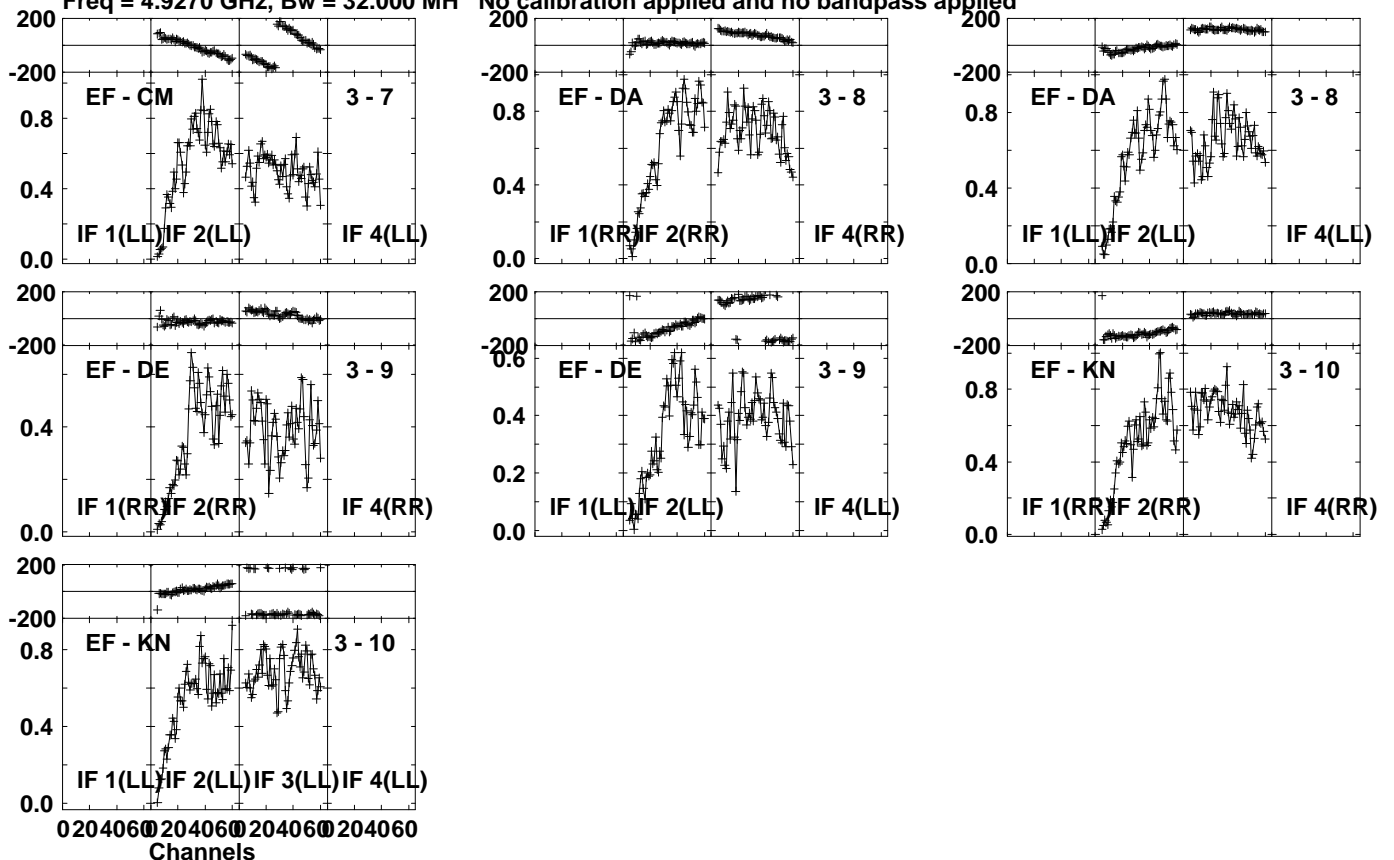 Freq = 4.9270 GHz, Bw = 32.000 MH   No calibration applied and no bandpass applied
200
-200
EF - CM
3 - 7
0.8
0.4
IF 1(LL) IF 2(LL)
IF 4(LL)
0.0
200
-200
EF - DA
3 - 8
0.8
0.4
IF 1(RR) IF 2(RR)
IF 4(RR)
0.0
200
-200
EF - DA
3 - 8
0.8
0.4
IF 1(LL) IF 2(LL)
IF 4(LL)
0.0
200
-200
EF - DE
3 - 9
0.4
IF 1(RR) IF 2(RR)
IF 4(RR)
0.0
200
-200
0.6
EF - DE
3 - 9
0.4
0.2
IF 1(LL) IF 2(LL)
IF 4(LL)
0.0
200
-200
EF - KN
3 - 10
0.8
0.4
IF 1(RR) IF 2(RR)
IF 4(RR)
0.0
200
-200
EF - KN
3 - 10
0.8
0.4
IF 1(LL) IF 2(LL) IF 3(LL) IF 4(LL)
0.0
0 20 40 60 0 20 40 60 0 20 40 60 0 20 40 60
Channels